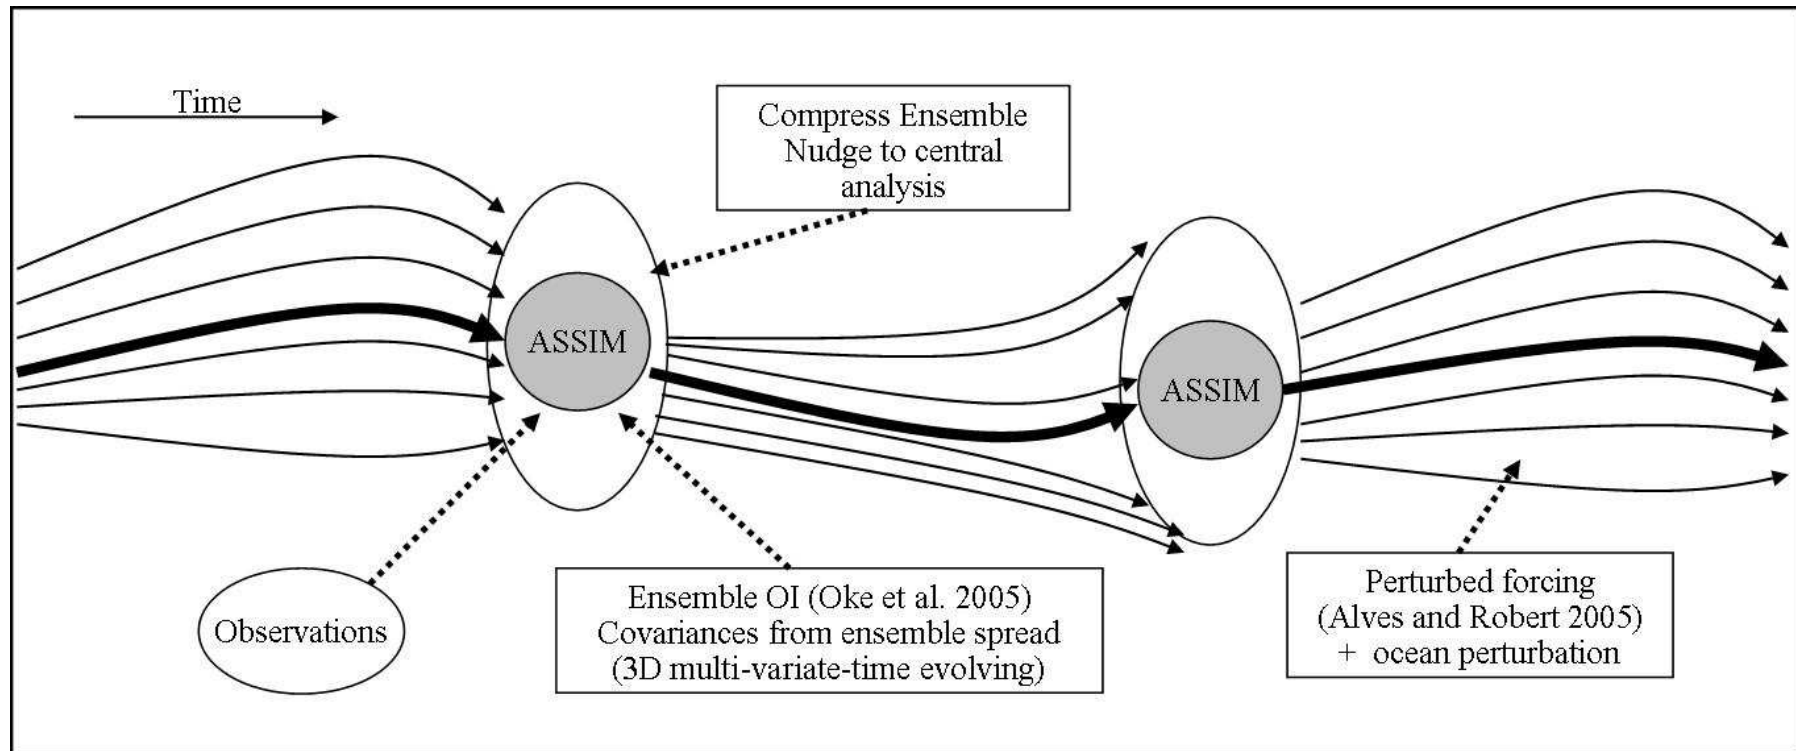 Time
Compress Ensemble
Nudge to central
analysis
ASSIM
ASSIM
Observations
Ensemble OI (Oke et al. 2005)
Covariances from ensemble spread
(3D multi-variate-time evolving)
Perturbed forcing
(Alves and Robert 2005)
+ ocean perturbation